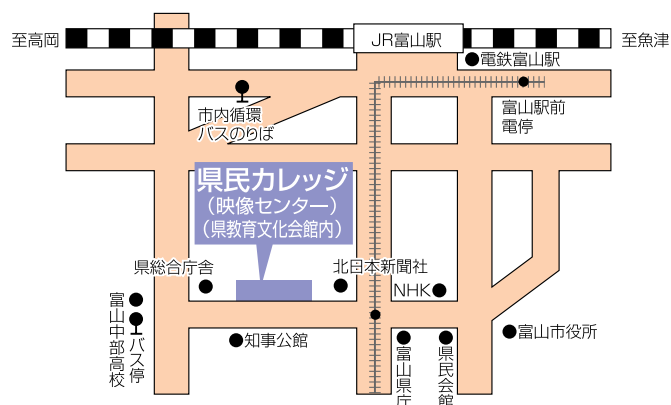 至高岡
JR富山駅
至魚津
電鉄富山駅
市内循環
バスのりば
富山駅前
電停
県民カレッジ
(映像センター)
(県教育文化会館内)
県総合庁舎
北日本新聞社
NHK
富山中部高校
バス停
知事公館
富山県庁
県民会館
富山市役所